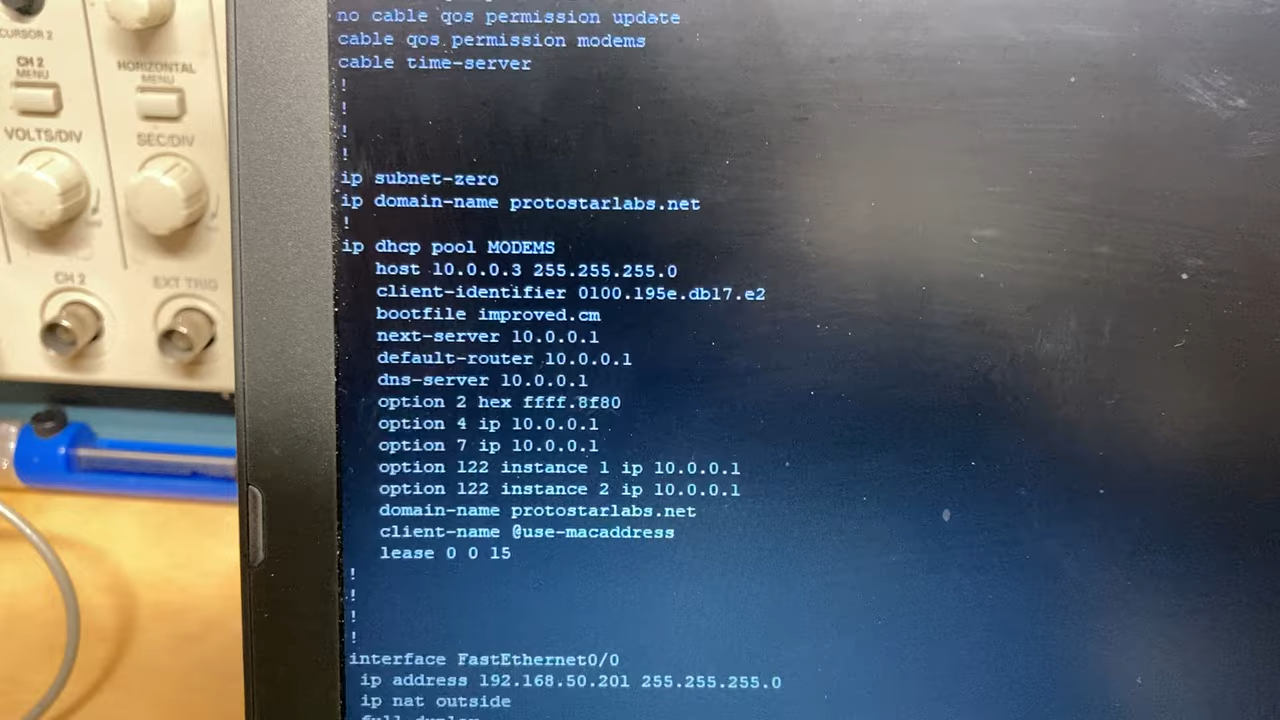 CURSOR 2
CH 2
MENU
HORIZONTAL
MENU
VOLTS/DIV
SEC/DIV
CH 2
EXT TRIG
no cable qos permission update
cable qos permission modems
cable time-server
!
!
!
!
ip subnet-zero
ip domain-name protostarlabs.net
!
ip dhcp pool MODEMS
host 10.0.0.3 255.255.255.0
client-identifier 0100.195e.db17.e2
bootfile improved.cm
next-server 10.0.0.1
default-router 10.0.0.1
dns-server 10.0.0.1
option 2 hex ffff.8f80
option 4 ip 10.0.0.1
option 7 ip 10.0.0.1
option 122 instance 1 ip 10.0.0.1
option 122 instance 2 ip 10.0.0.1
domain-name protostarlabs.net
client-name @use-macaddress
lease 0 0 15
!
!
!
!
interface FastEthernet0/0
ip address 192.168.50.201 255.255.255.0
ip nat outside